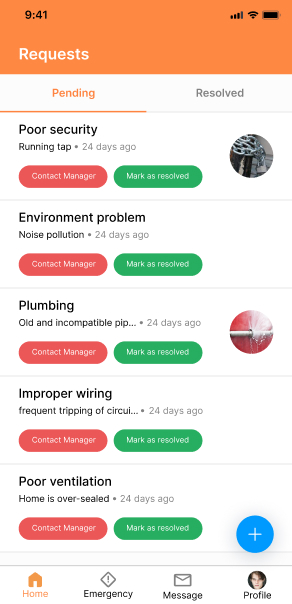 9:41
Requests
Pending Resolved
Poor security
Running tap • 24 days ago
Contact Manager Mark as resolved
Environment problem
Noise pollution • 24 days ago
Contact Manager Mark as resolved
Plumbing
Old and incompatible pip... • 24 days ago
Contact Manager Mark as resolved
Improper wiring
frequent tripping of circui... • 24 days ago
Contact Manager Mark as resolved
Poor ventilation
Home is over-sealed • 24 days ago
Contact Manager Mark as resolved
Home Emergency Message Profile